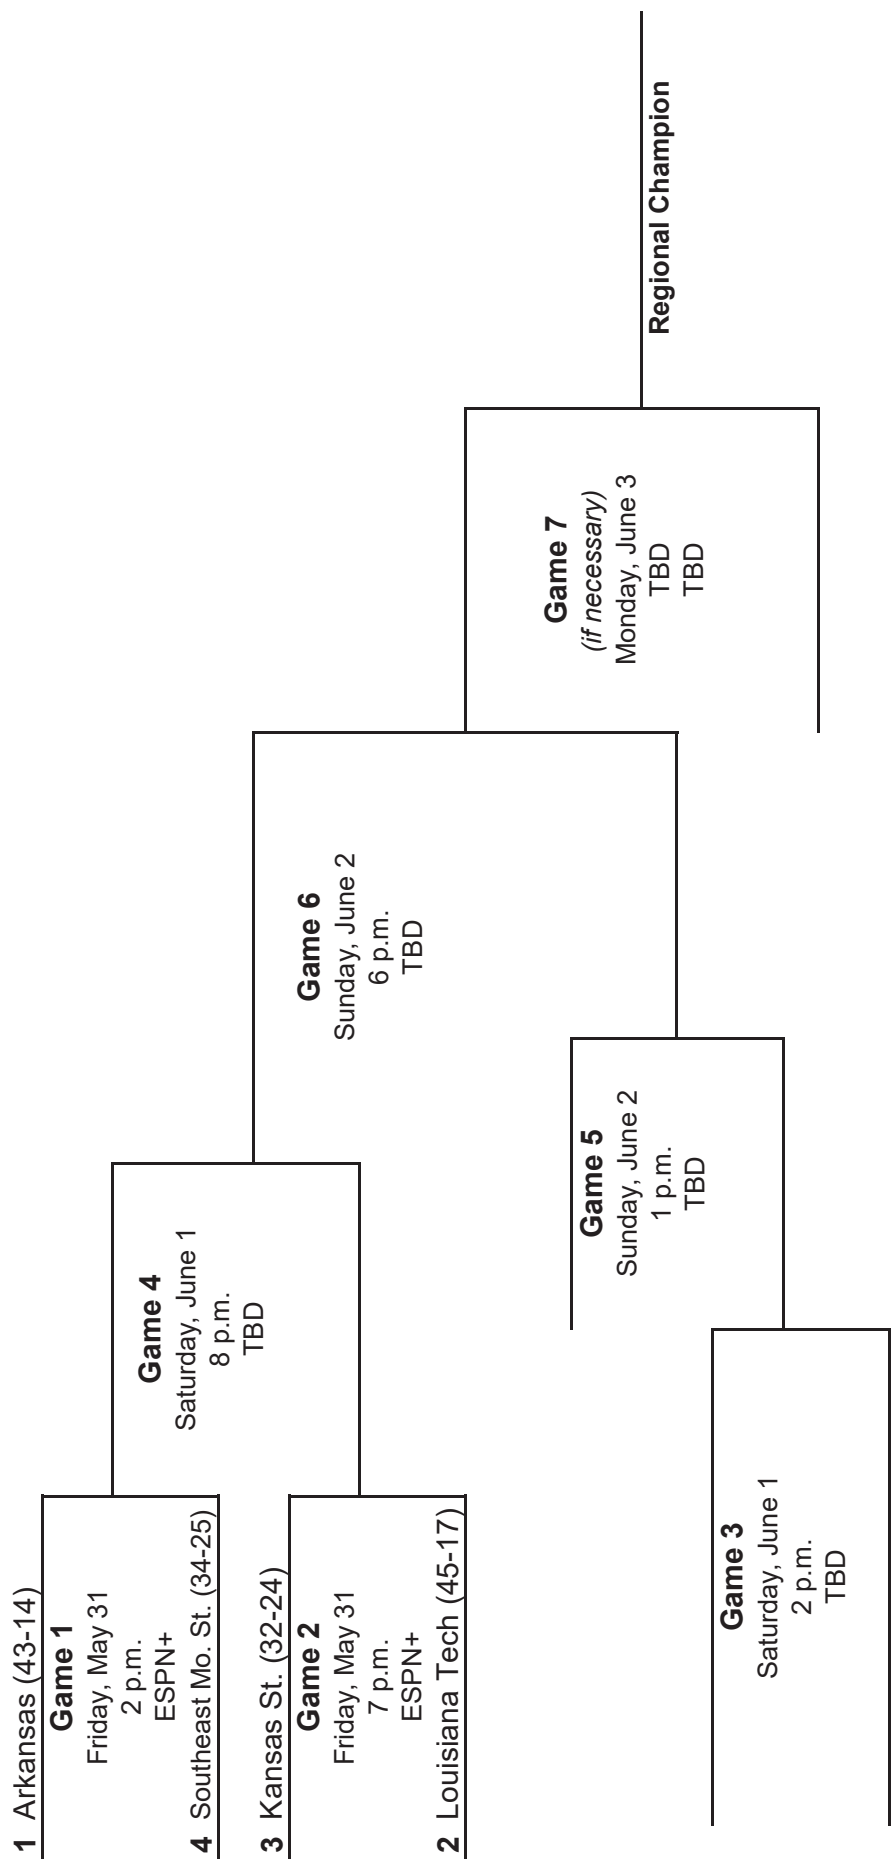 1 Arkansas (43-14)
Game 1
Friday, May 31
2 p.m.
ESPN+
4 Southeast Mo. St. (34-25)
3 Kansas St. (32-24)
Game 2
Friday, May 31
7 p.m.
ESPN+
2 Louisiana Tech (45-17)
Game 3
Saturday, June 1
2 p.m.
TBD
Game 4
Saturday, June 1
8 p.m.
TBD
Game 5
Sunday, June 2
1 p.m.
TBD
Game 6
Sunday, June 2
6 p.m.
TBD
Game 7
(if necessary)
Monday, June 3
TBD
TBD
Regional Champion